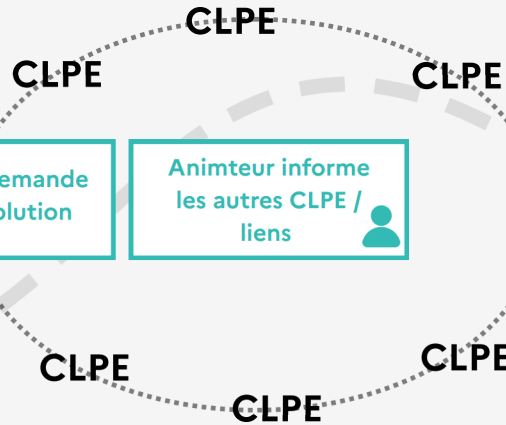 CLPE
CLPE
CLPE
emande
olution
Animteur informe
les autres CLPE /
liens
CLPE
CLPE
CLPE